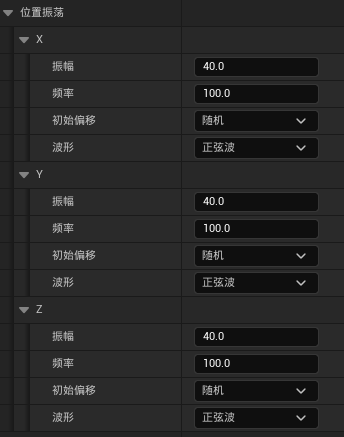 位置振荡
X
振幅 40.0
频率 100.0
初始偏移 随机
波形 正弦波
Y
振幅 40.0
频率 100.0
初始偏移 随机
波形 正弦波
Z
振幅 40.0
频率 100.0
初始偏移 随机
波形 正弦波